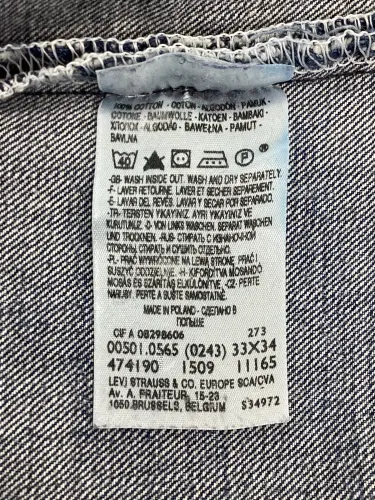 100% COTTON - COTON - ALGODÓN - PAMUK -
COTONE - BAUMWOLLE - KATOEN - BAMBAKI -
ХЛОПОК - ALGODÃO - BAWEŁNA - PAMUT -
BAVLNA
40 P
-GB- WASH INSIDE OUT. WASH AND DRY SEPARATELY.
-F- LAVER RETOURNE. LAVER ET SECHER SEPAREMENT.
-E- LAVAR DEL REVÉS. LAVAR Y SECAR POR SEPARADO.
-TR- TERSTEN YIKAYINIZ. AYRI YIKAYINIZ VE
KURUTUNUZ. -D- VON LINKS WASCHEN. SEPARAT WASCHEN
UND TROCKNEN. -RUS- СТИРАТЬ С ИЗНАНОЧНОЙ
СТОРОНЫ. СТИРАТЬ И СУШИТЬ ОТДЕЛЬНО.
-PL- PRAĆ WYWRÓCONE NA LEWĄ STRONĘ. PRAĆ I
SUSZYĆ ODDZIELNIE. -H- KIFORDÍTVA MOSANDÓ
MOSÁS ÉS SZÁRÍTÁS ELKÜLÖNÍTVE. -CZ- PERTE
NARUBY. PERTE A SUŠTE SAMOSTATNĚ.
MADE IN POLAND - СДЕЛАНО В
ПОЛЬШЕ
CIF A 08298606 273
00501.0565 (0243) 33X34
474190 1509 11165
LEVI STRAUSS & CO. EUROPE SCA/CVA
Av. A. FRAITEUR, 15-23
1050 BRUSSELS, BELGIUM S34972